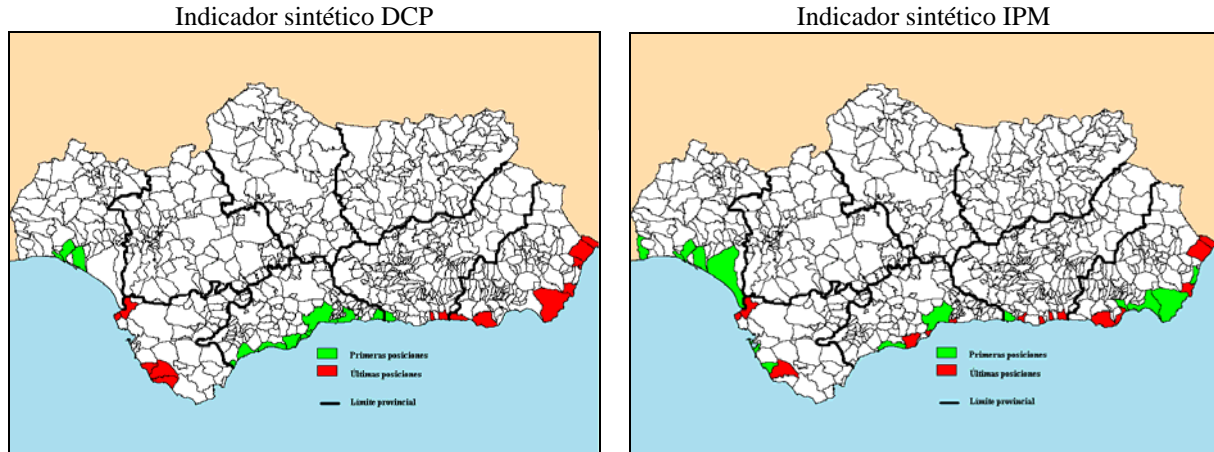 Indicador sintético DCP
Indicador sintético IPM
Primeras posiciones
Últimas posiciones
Límite provincial
Primeras posiciones
Últimas posiciones
Límite provincial